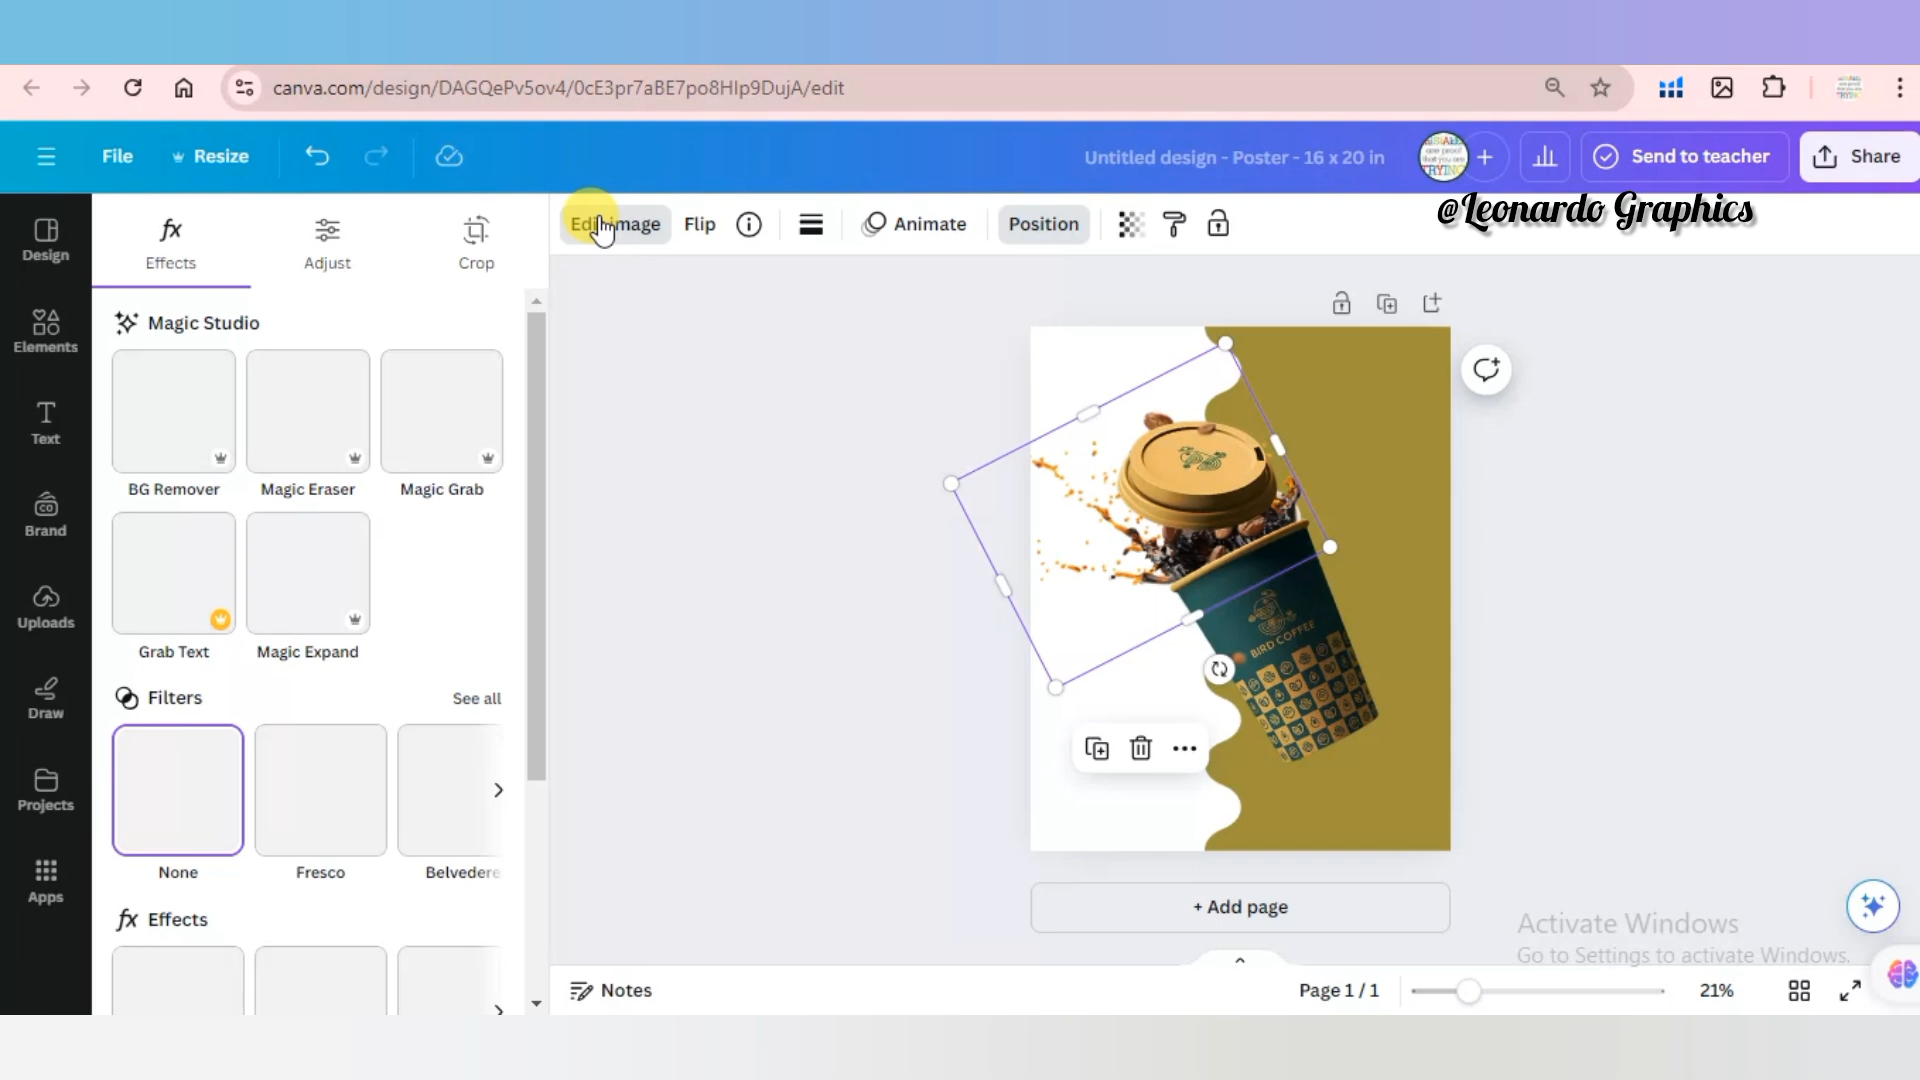 canva.com/design/DAGQePv5ov4/0cE3pr7aBE7po8HIp9DujA/edit
File
Resize
Untitled design - Poster - 16 x 20 in
Send to teacher
Share
@Leonardo Graphics
Design
Elements
Text
Brand
Uploads
Draw
Projects
Apps
Effects
Adjust
Crop
Edit image
Flip
Animate
Position
Magic Studio
BG Remover
Magic Eraser
Magic Grab
Grab Text
Magic Expand
Filters
See all
None
Fresco
Belvedere
fx Effects
BIRD COFFEE
+ Add page
Activate Windows
Go to Settings to activate Windows.
Notes
Page 1 / 1
21%